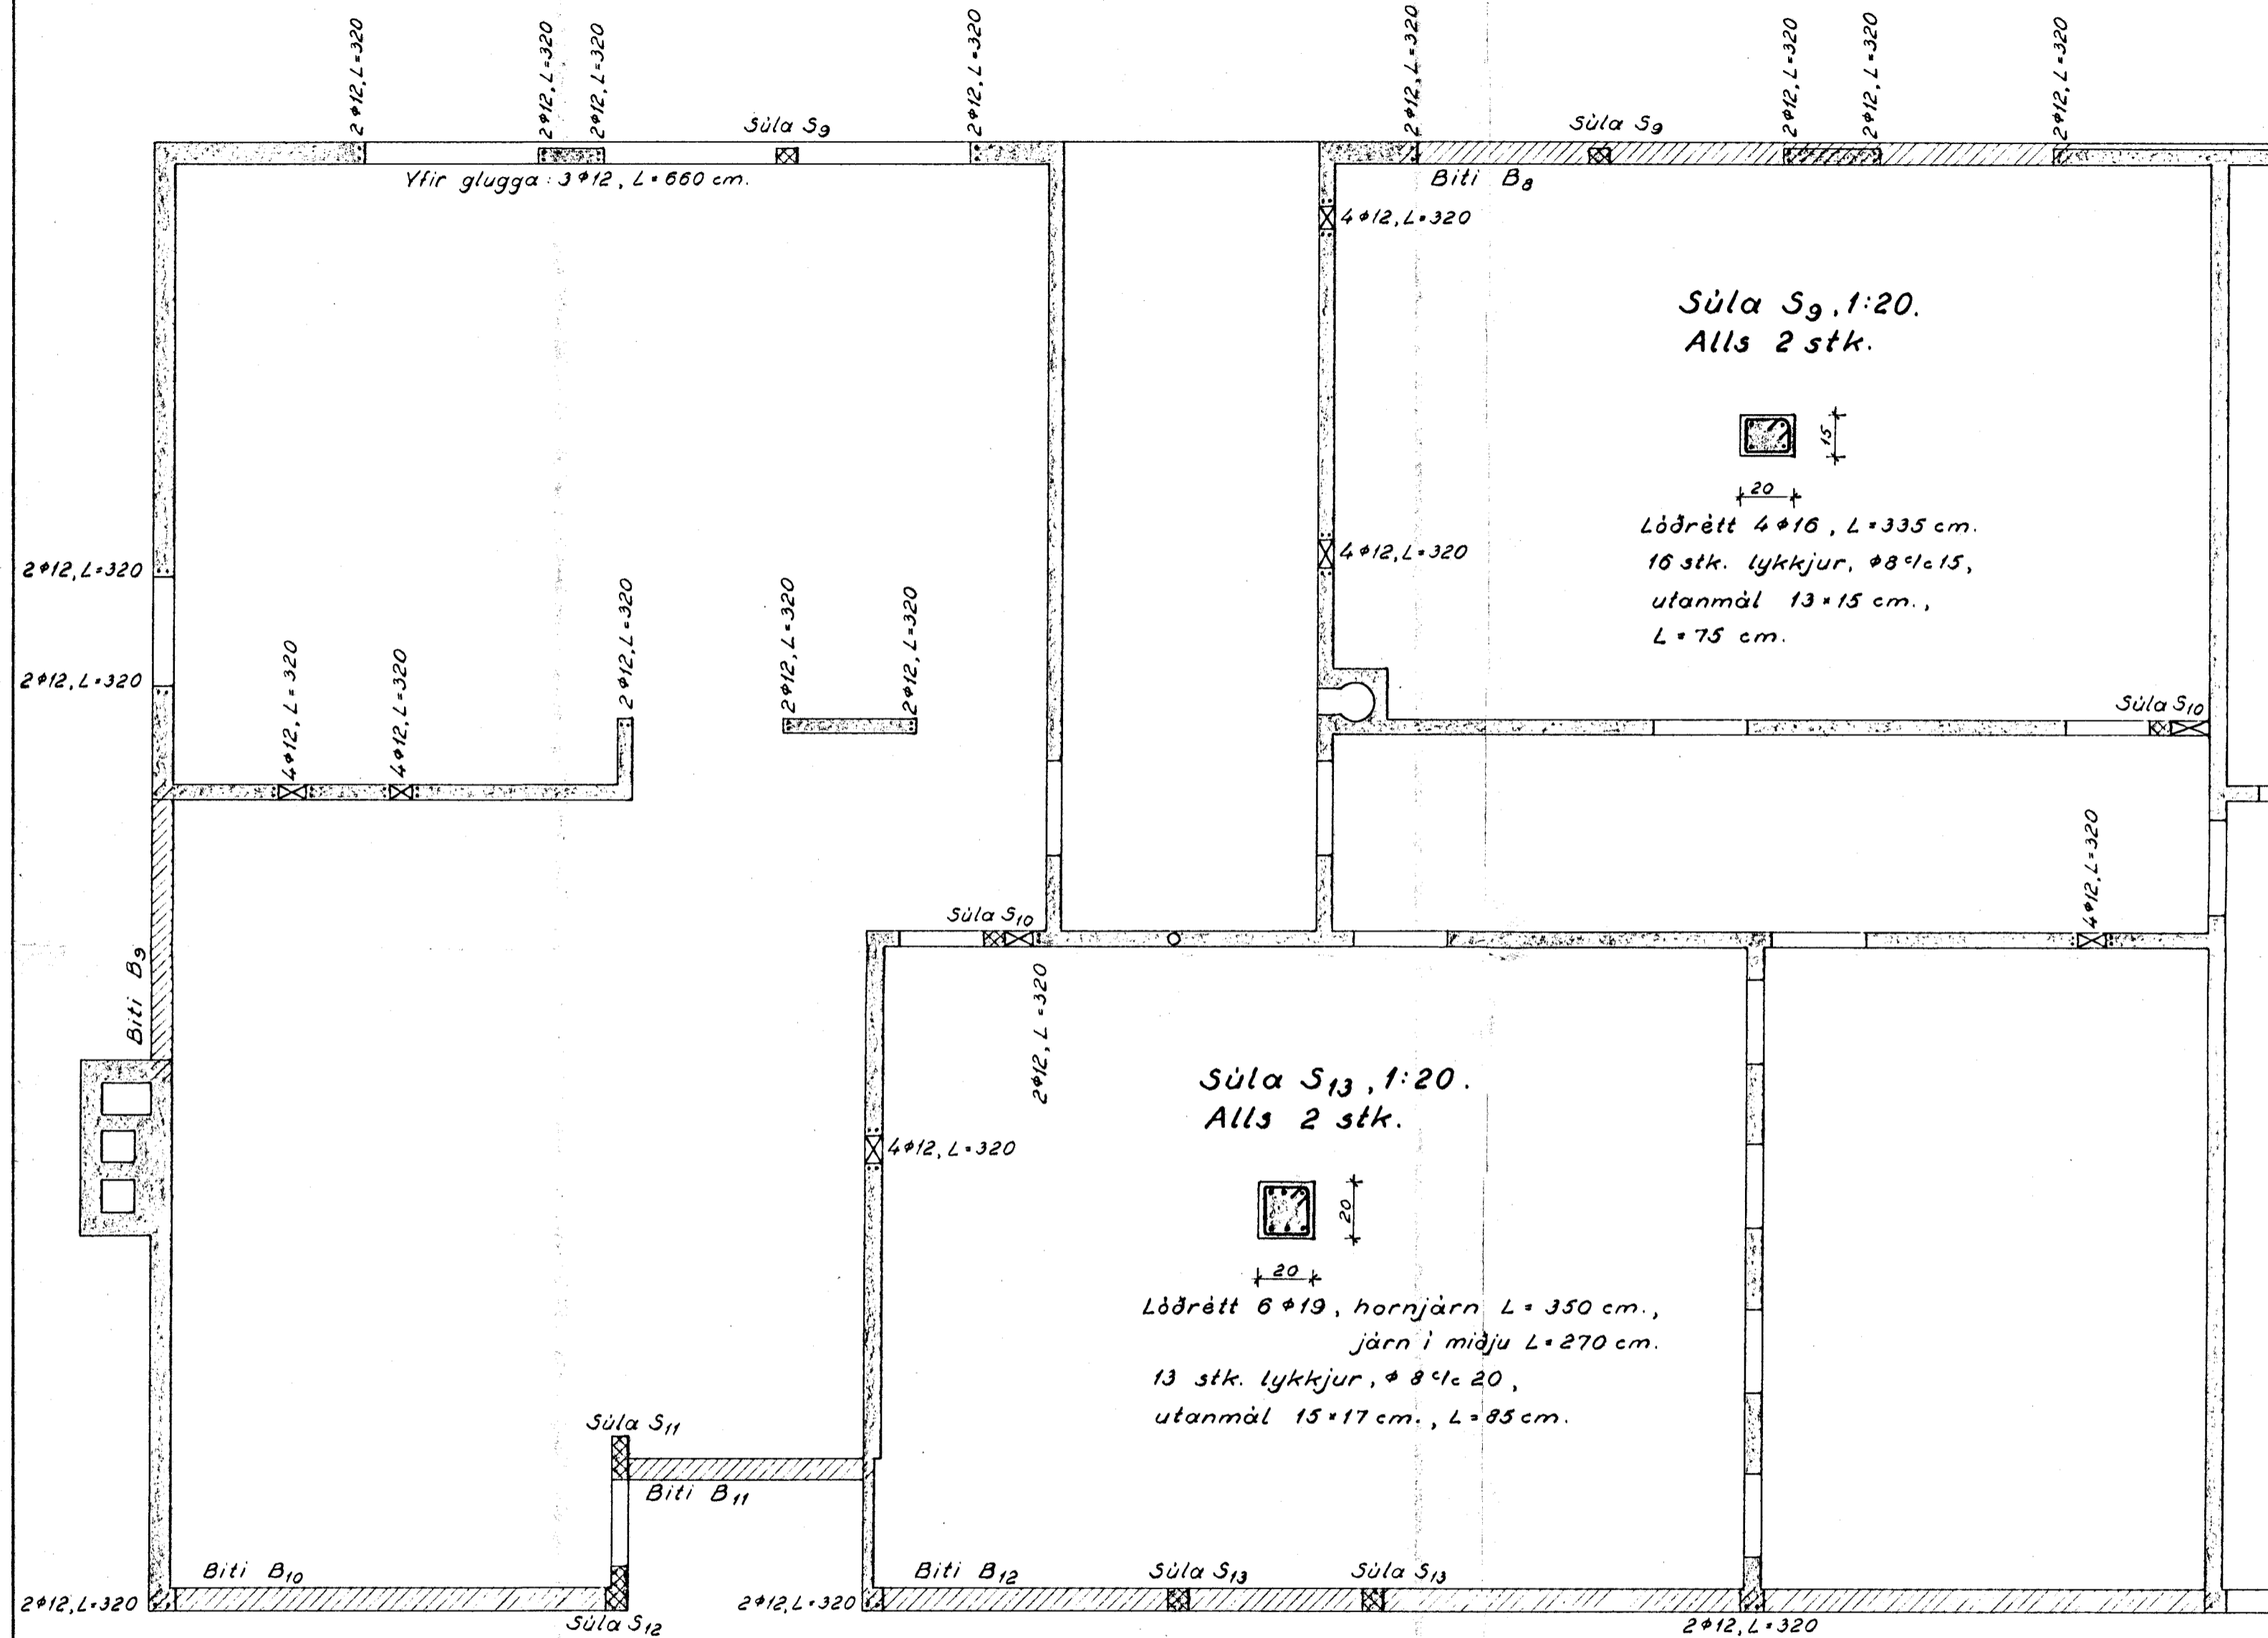 2⌀12, L=320
2⌀12, L=320
2⌀12, L=320
2⌀12, L=320
2⌀12, L=320
2⌀12, L=320
2⌀12, L=320
2⌀12, L=320
Súla S9
Súla S9
Yfir glugga: 3⌀12, L=660 cm.
Biti B8
4⌀12, L=320
Súla S9, 1:20.
Alls 2 stk.
15
20
Lóðrétt 4⌀16, L=335 cm.
16 stk. lykkjur, ⌀8 c/c 15,
utanmál 13×15 cm.,
L=75 cm.
4⌀12, L=320
2⌀12, L=320
2⌀12, L=320
4⌀12, L=320
4⌀12, L=320
2⌀12, L=320
2⌀12, L=320
2⌀12, L=320
Súla S10
4⌀12, L=320
Súla S10
Biti B9
2⌀12, L=320
4⌀12, L=320
Súla S13, 1:20.
Alls 2 stk.
20
20
Lóðrétt 6⌀19, hornjárn L=350 cm.,
járn í miðju L=270 cm.
13 stk. lykkjur, ⌀8 c/c 20,
utanmál 15×17 cm., L=85 cm.
Súla S11
Biti B11
Biti B10
Biti B12
Súla S13
Súla S13
2⌀12, L=320
Súla S12
2⌀12, L=320
2⌀12, L=320